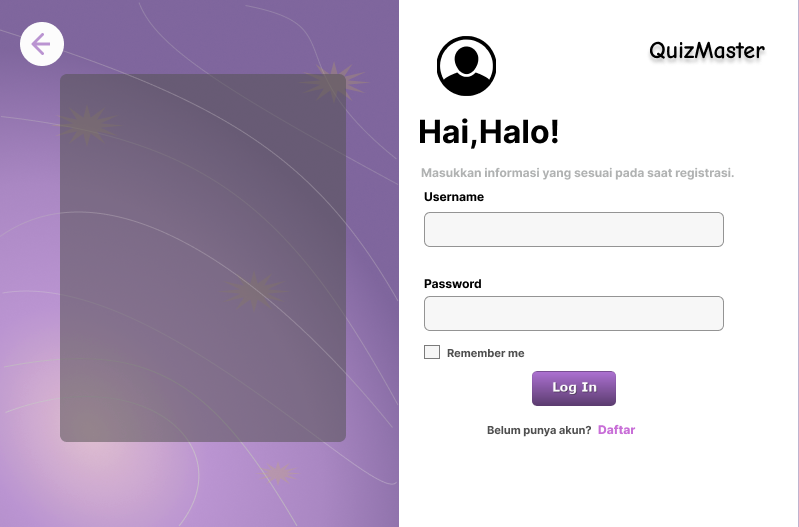 QuizMaster
Hai,Halo!
Masukkan informasi yang sesuai pada saat registrasi.
Username
Password
Remember me
Log In
Belum punya akun? Daftar